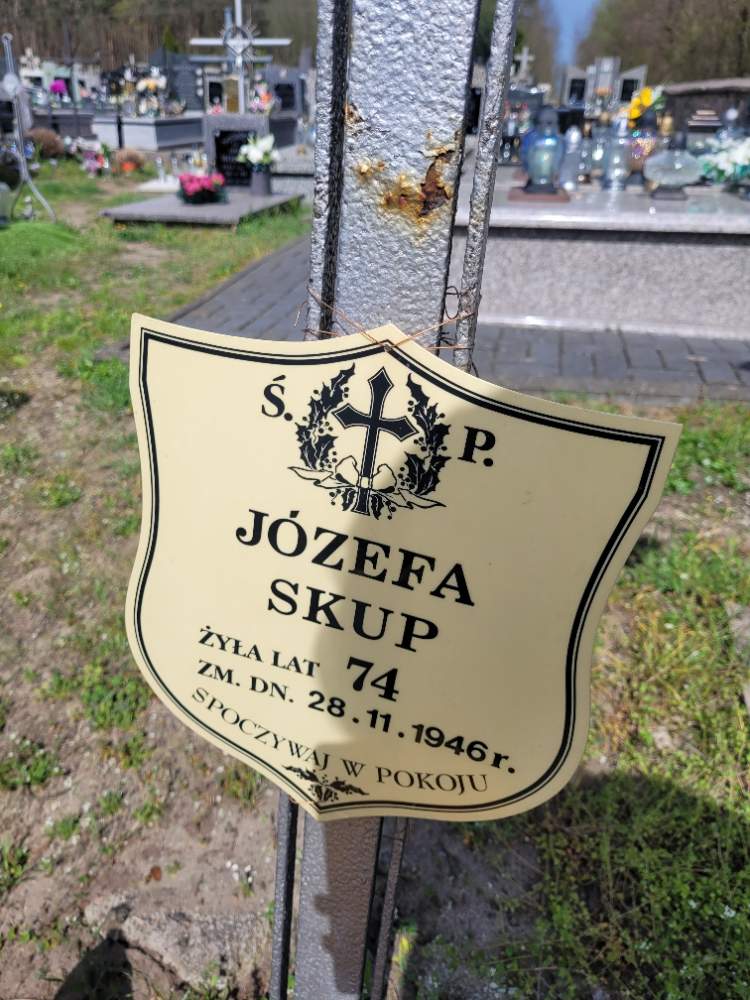 Ś. P.
JÓZEFA
SKUP
ŻYŁA LAT 74
ZM. DN. 28.11.1946 r.
SPOCZYWAJ W POKOJU